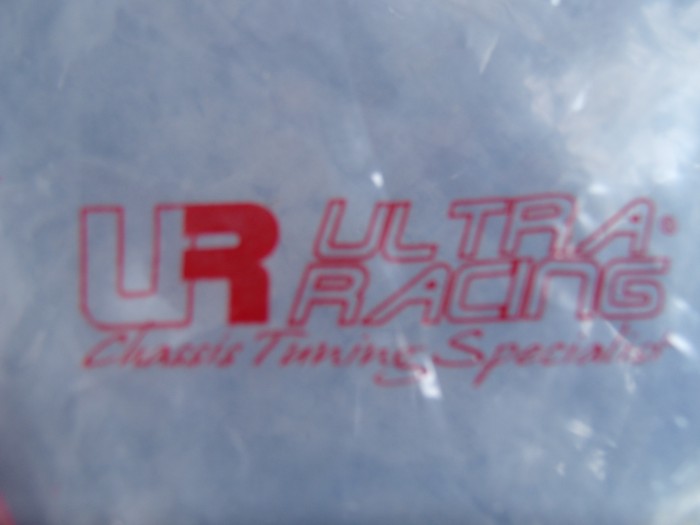 UR ULTRA RACING
Chassis Tuning Specialist